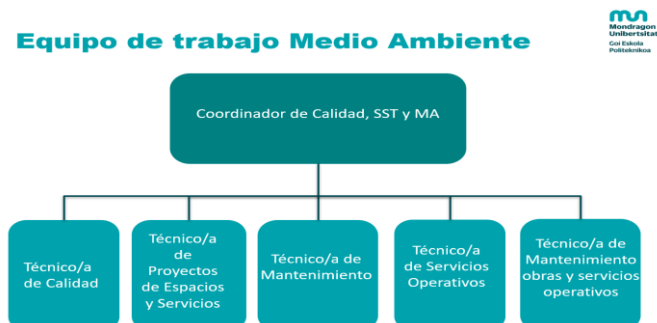 Equipo de trabajo Medio Ambiente
Mondragon
Unibertsitatea
Goi Eskola
Politeknikoa
Coordinador de Calidad, SST y MA
Técnico/a
de Calidad
Técnico/a
de
Proyectos
de Espacios
y Servicios
Técnico/a de
Mantenimiento
Técnico/a
de Servicios
Operativos
Técnico/a de
Mantenimiento
obras y servicios
operativos